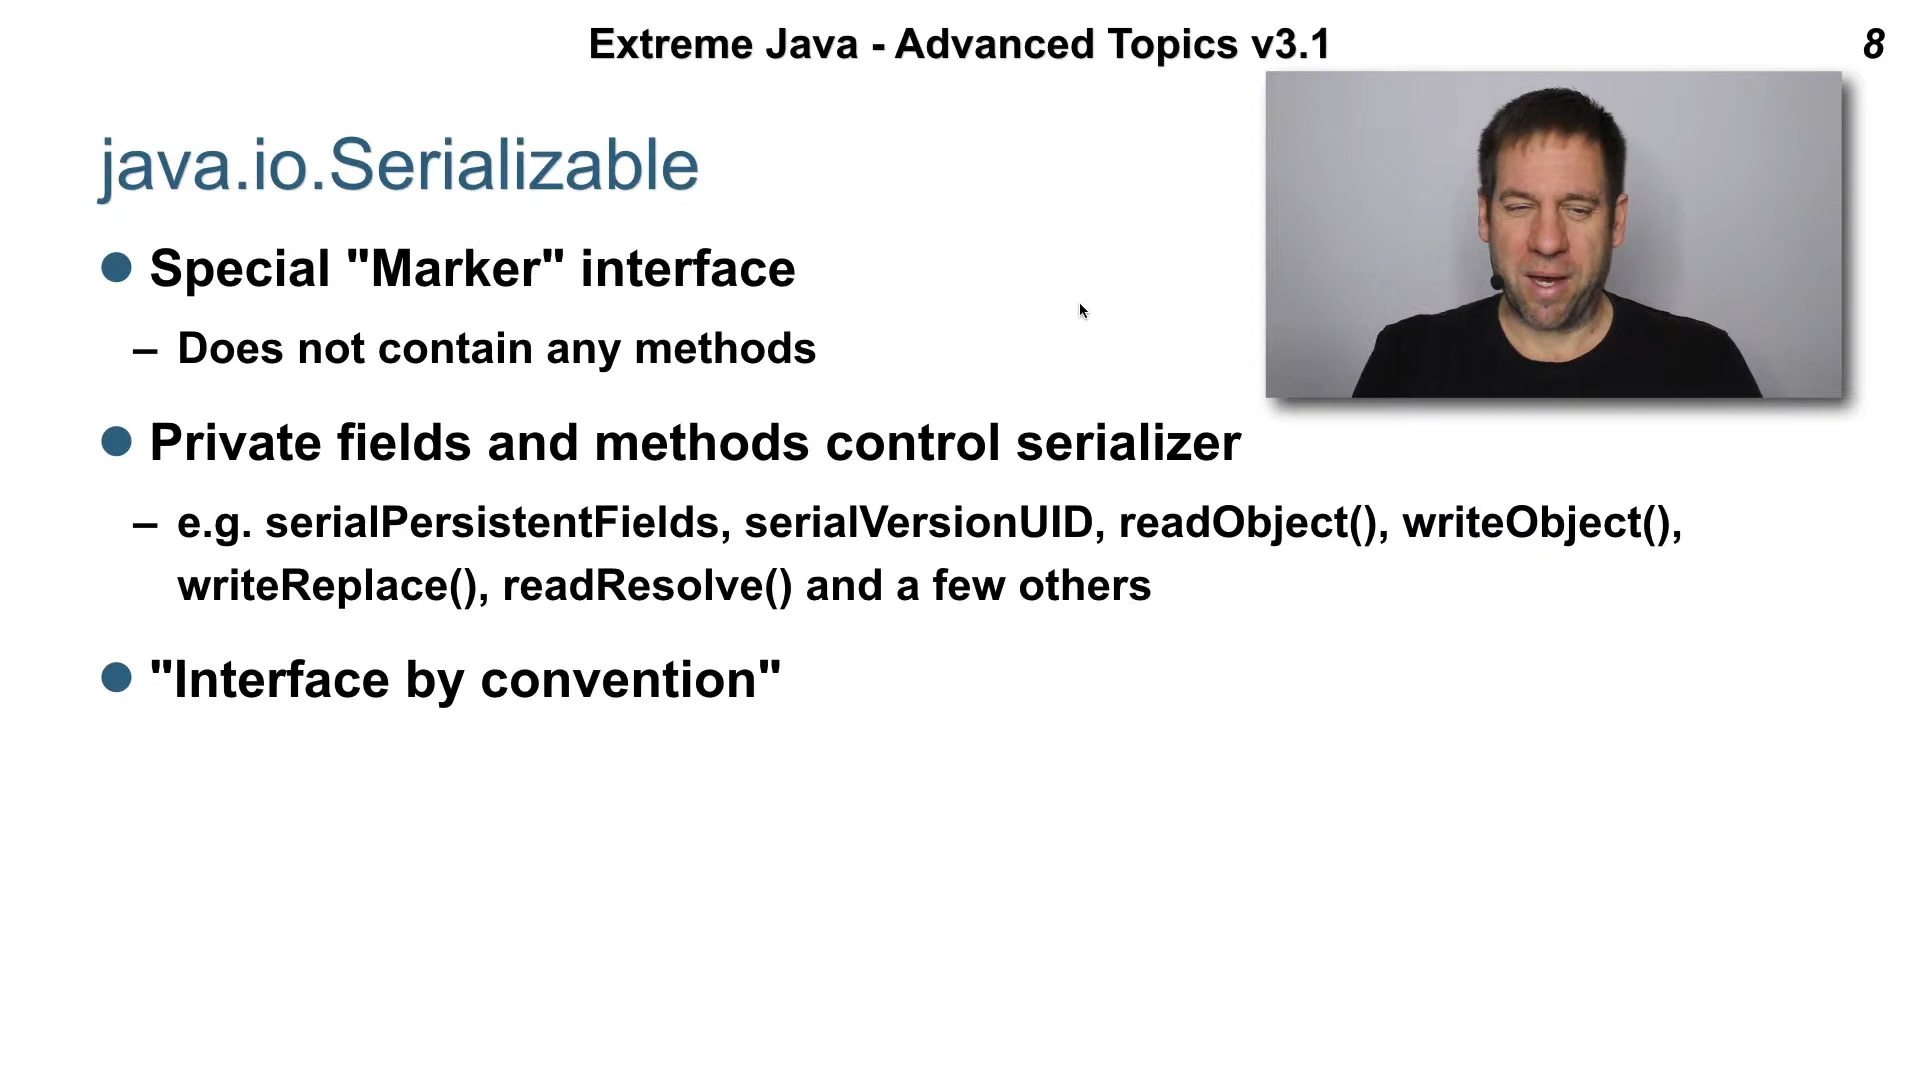 Extreme Java - Advanced Topics v3.1
8
java.io.Serializable
Special "Marker" interface
– Does not contain any methods
Private fields and methods control serializer
– e.g. serialPersistentFields, serialVersionUID, readObject(), writeObject(),
writeReplace(), readResolve() and a few others
"Interface by convention"